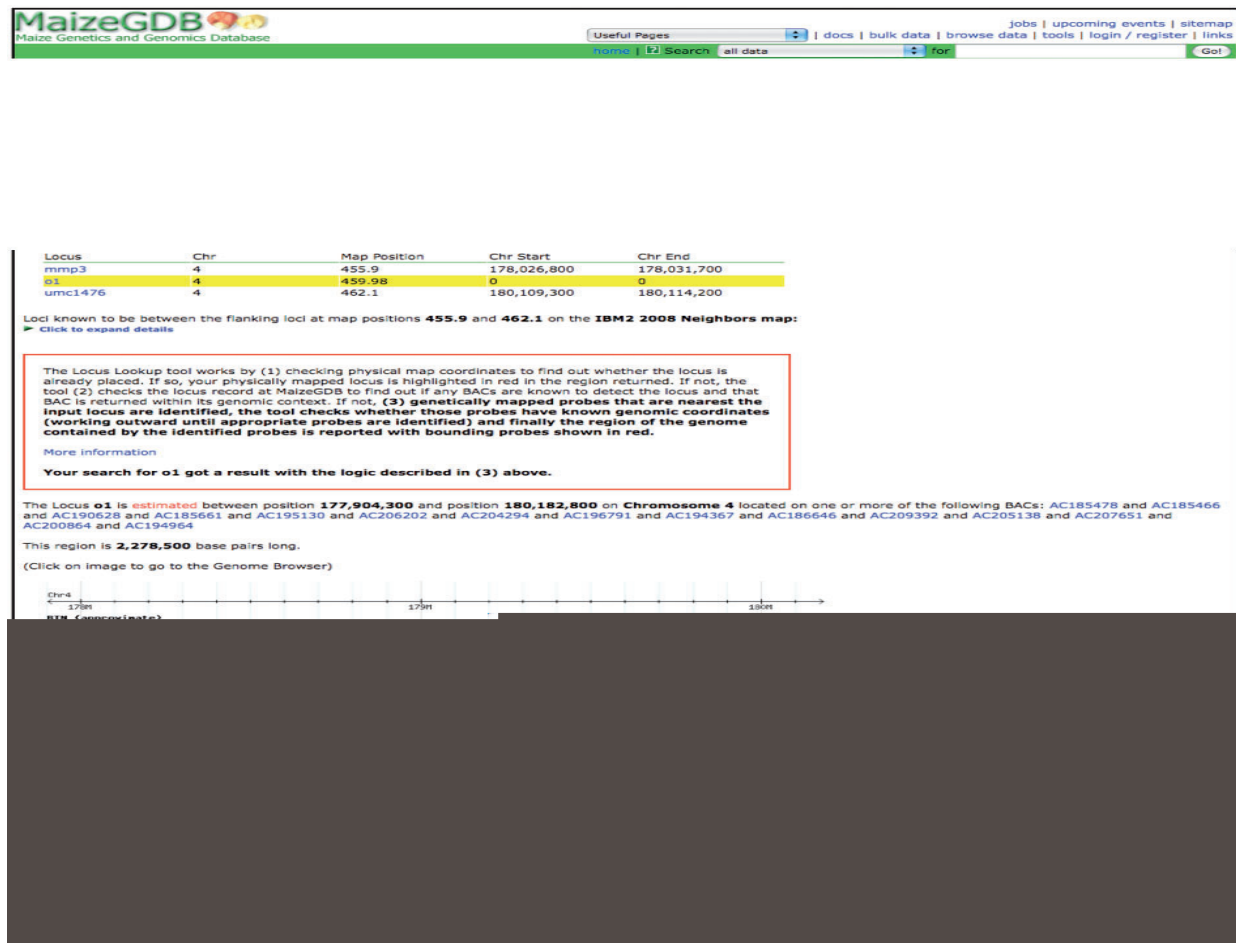 MaizeGDB
Maize Genetics and Genomics Database
jobs | upcoming events | sitemap
Useful Pages | docs | bulk data | browse data | tools | login / register | links
home | ? Search all data for Go!
Locus Chr Map Position Chr Start Chr End
mmp3 4 455.9 178,026,800 178,031,700
o1 4 459.98 0 0
umc1476 4 462.1 180,109,300 180,114,200
Loci known to be between the flanking loci at map positions 455.9 and 462.1 on the IBM2 2008 Neighbors map:
Click to expand details
The Locus Lookup tool works by (1) checking physical map coordinates to find out whether the locus is
already placed. If so, your physically mapped locus is highlighted in red in the region returned. If not, the
tool (2) checks the locus record at MaizeGDB to find out if any BACs are known to detect the locus and that
BAC is returned within its genomic context. If not, (3) genetically mapped probes that are nearest the
input locus are identified, the tool checks whether those probes have known genomic coordinates
(working outward until appropriate probes are identified) and finally the region of the genome
contained by the identified probes is reported with bounding probes shown in red.
More information
Your search for o1 got a result with the logic described in (3) above.
The Locus o1 is estimated between position 177,904,300 and position 180,182,800 on Chromosome 4 located on one or more of the following BACs: AC185478 and AC185466
and AC190628 and AC185661 and AC195130 and AC206202 and AC204294 and AC196791 and AC194367 and AC186646 and AC209392 and AC205138 and AC207651 and
AC200864 and AC194964
This region is 2,278,500 base pairs long.
(Click on image to go to the Genome Browser)
Chr4
178M 179M 180M
BIN (approximate)